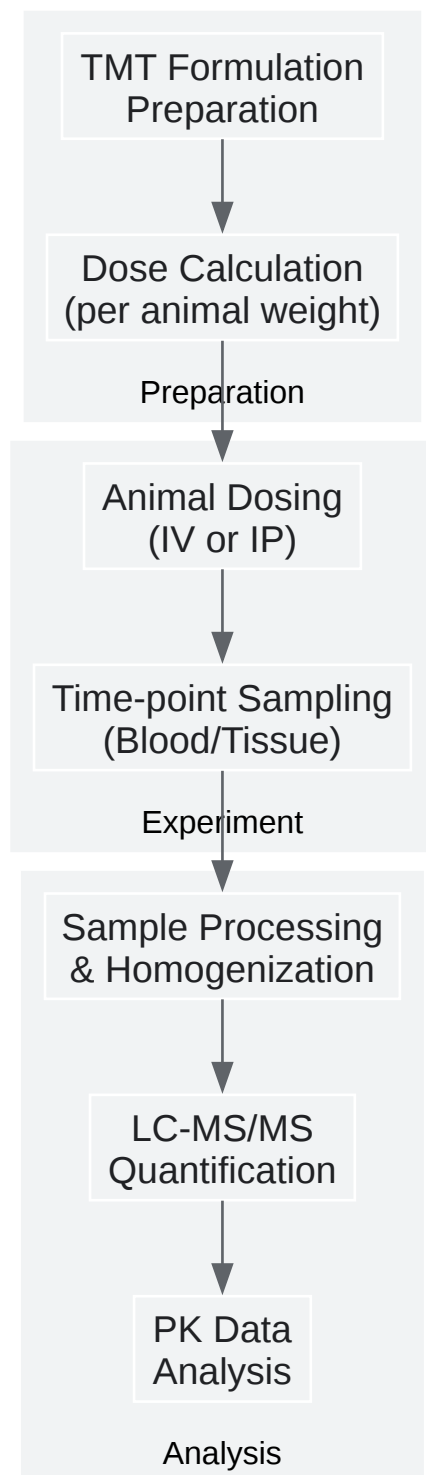 TMT Formulation
Preparation
Dose Calculation
(per animal weight)
Preparation
Animal Dosing
(IV or IP)
Time-point Sampling
(Blood/Tissue)
Experiment
Sample Processing
& Homogenization
LC-MS/MS
Quantification
PK Data
Analysis
Analysis